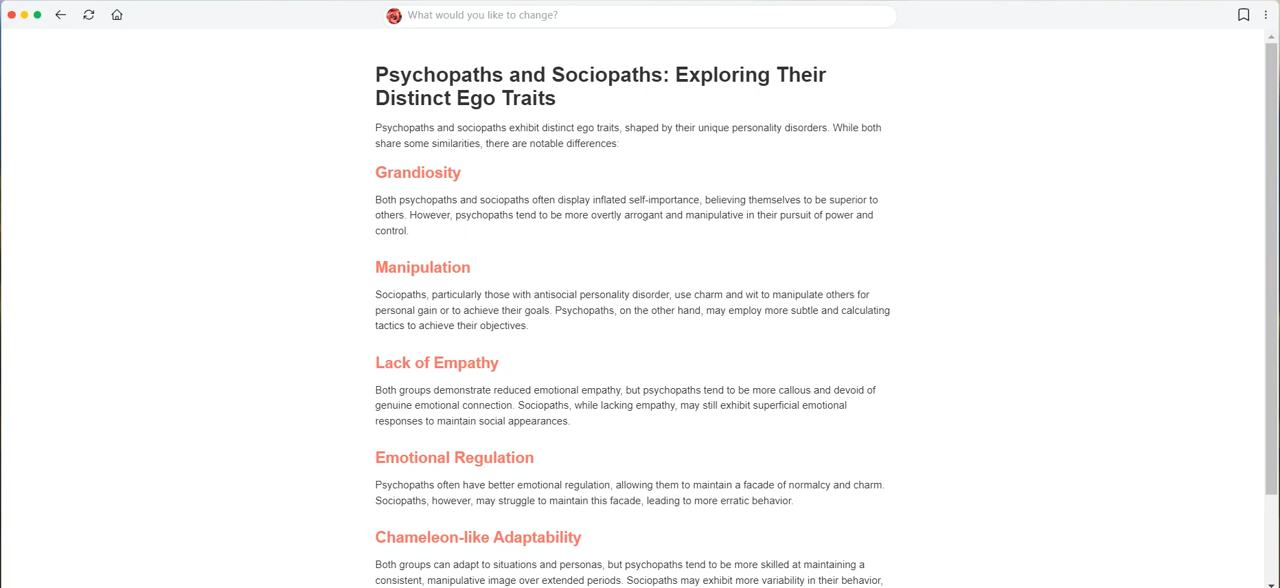 What would you like to change?
Psychopaths and Sociopaths: Exploring Their
Distinct Ego Traits
Psychopaths and sociopaths exhibit distinct ego traits, shaped by their unique personality disorders. While both
share some similarities, there are notable differences:
Grandiosity
Both psychopaths and sociopaths often display inflated self-importance, believing themselves to be superior to
others. However, psychopaths tend to be more overtly arrogant and manipulative in their pursuit of power and
control.
Manipulation
Sociopaths, particularly those with antisocial personality disorder, use charm and wit to manipulate others for
personal gain or to achieve their goals. Psychopaths, on the other hand, may employ more subtle and calculating
tactics to achieve their objectives.
Lack of Empathy
Both groups demonstrate reduced emotional empathy, but psychopaths tend to be more callous and devoid of
genuine emotional connection. Sociopaths, while lacking empathy, may still exhibit superficial emotional
responses to maintain social appearances.
Emotional Regulation
Psychopaths often have better emotional regulation, allowing them to maintain a facade of normalcy and charm.
Sociopaths, however, may struggle to maintain this facade, leading to more erratic behavior.
Chameleon-like Adaptability
Both groups can adapt to situations and personas, but psychopaths tend to be more skilled at maintaining a
consistent, manipulative image over extended periods. Sociopaths may exhibit more variability in their behavior,